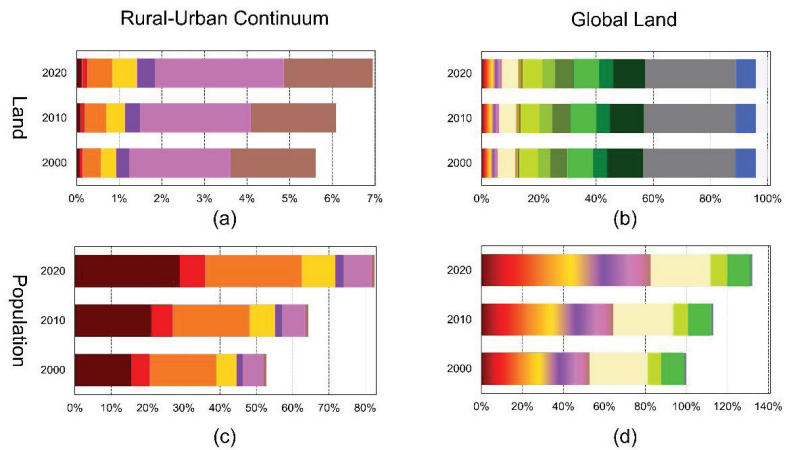 Rural-Urban Continuum
Global Land
Land
2020
2010
2000
0% 1% 2% 3% 4% 5% 6% 7%
(a)
2020
2010
2000
0% 20% 40% 60% 80% 100%
(b)
Population
2020
2010
2000
0% 10% 20% 30% 40% 50% 60% 70% 80%
(c)
2020
2010
2000
0% 20% 40% 60% 80% 100% 120% 140%
(d)